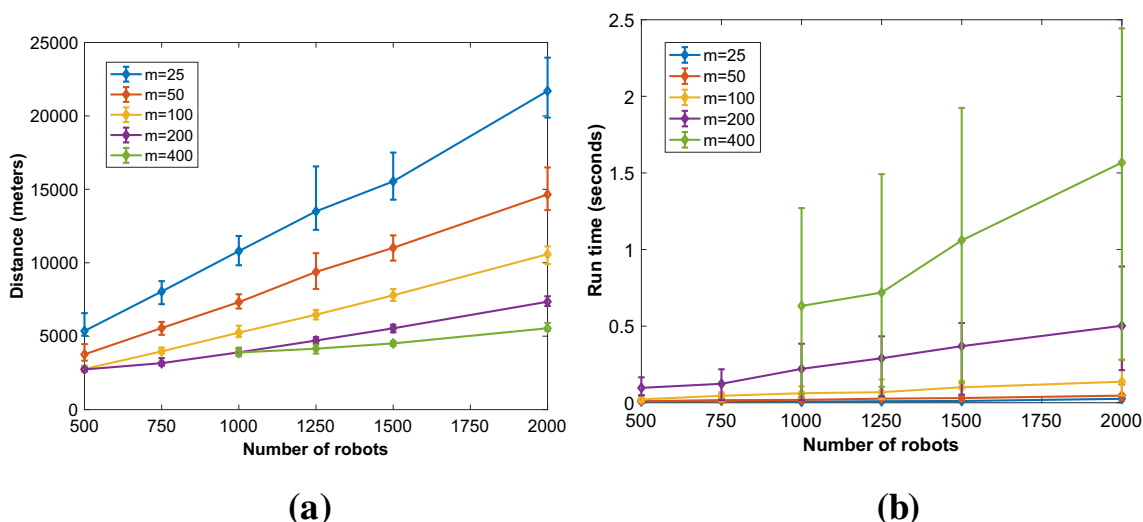 25000
20000
15000
10000
5000
0
Distance (meters)
m=25
m=50
m=100
m=200
m=400
500 750 1000 1250 1500 1750 2000
Number of robots
(a)
2.5
2
1.5
1
0.5
0
Run time (seconds)
m=25
m=50
m=100
m=200
m=400
500 750 1000 1250 1500 1750 2000
Number of robots
(b)